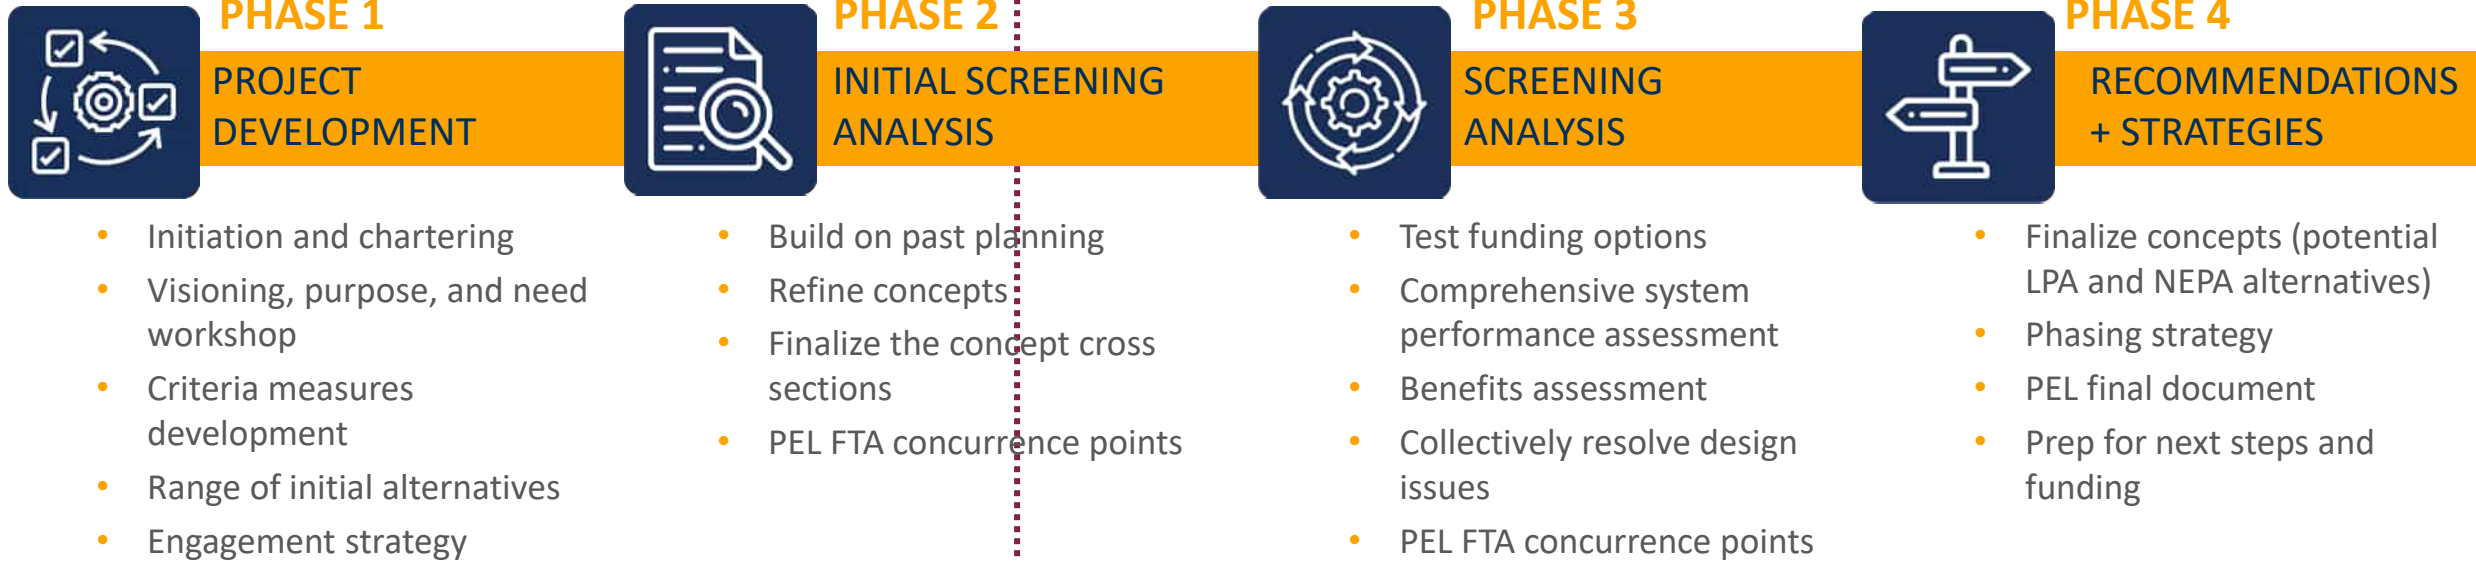 PHASE 1
PROJECT
DEVELOPMENT
• Initiation and chartering
• Visioning, purpose, and need
workshop
• Criteria measures
development
• Range of initial alternatives
• Engagement strategy
PHASE 2
INITIAL SCREENING
ANALYSIS
• Build on past planning
• Refine concepts
• Finalize the concept cross
sections
• PEL FTA concurrence points
PHASE 3
SCREENING
ANALYSIS
• Test funding options
• Comprehensive system
performance assessment
• Benefits assessment
• Collectively resolve design
issues
• PEL FTA concurrence points
PHASE 4
RECOMMENDATIONS
+ STRATEGIES
• Finalize concepts (potential
LPA and NEPA alternatives)
• Phasing strategy
• PEL final document
• Prep for next steps and
funding